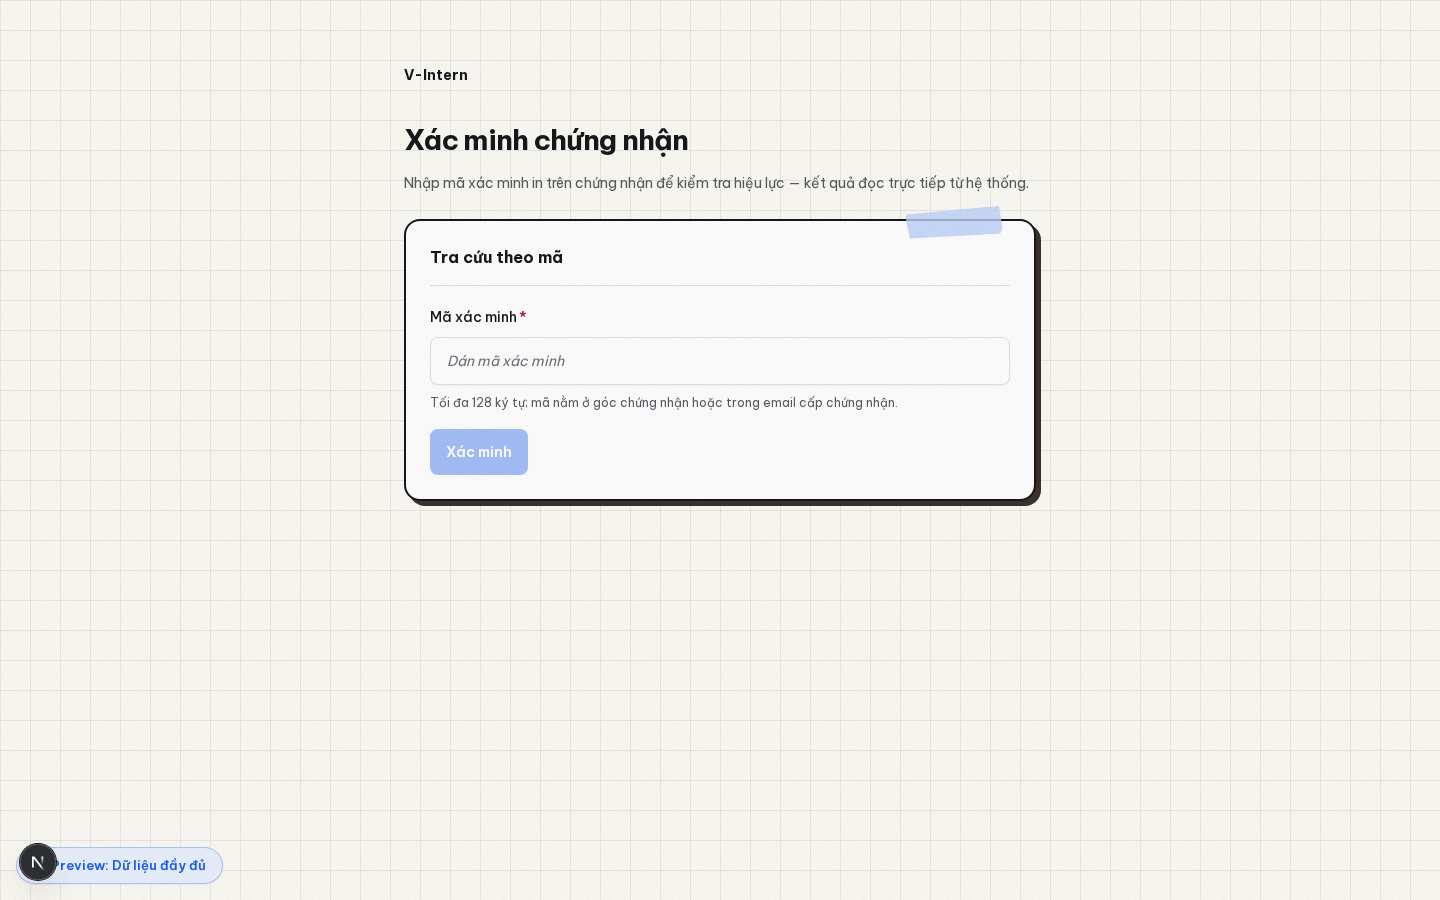 V-Intern
Xác minh chứng nhận
Nhập mã xác minh in trên chứng nhận để kiểm tra hiệu lực — kết quả đọc trực tiếp từ hệ thống.
Tra cứu theo mã
Mã xác minh *
Dán mã xác minh
Tối đa 128 ký tự; mã nằm ở góc chứng nhận hoặc trong email cấp chứng nhận.
Xác minh
N Preview: Dữ liệu đầy đủ